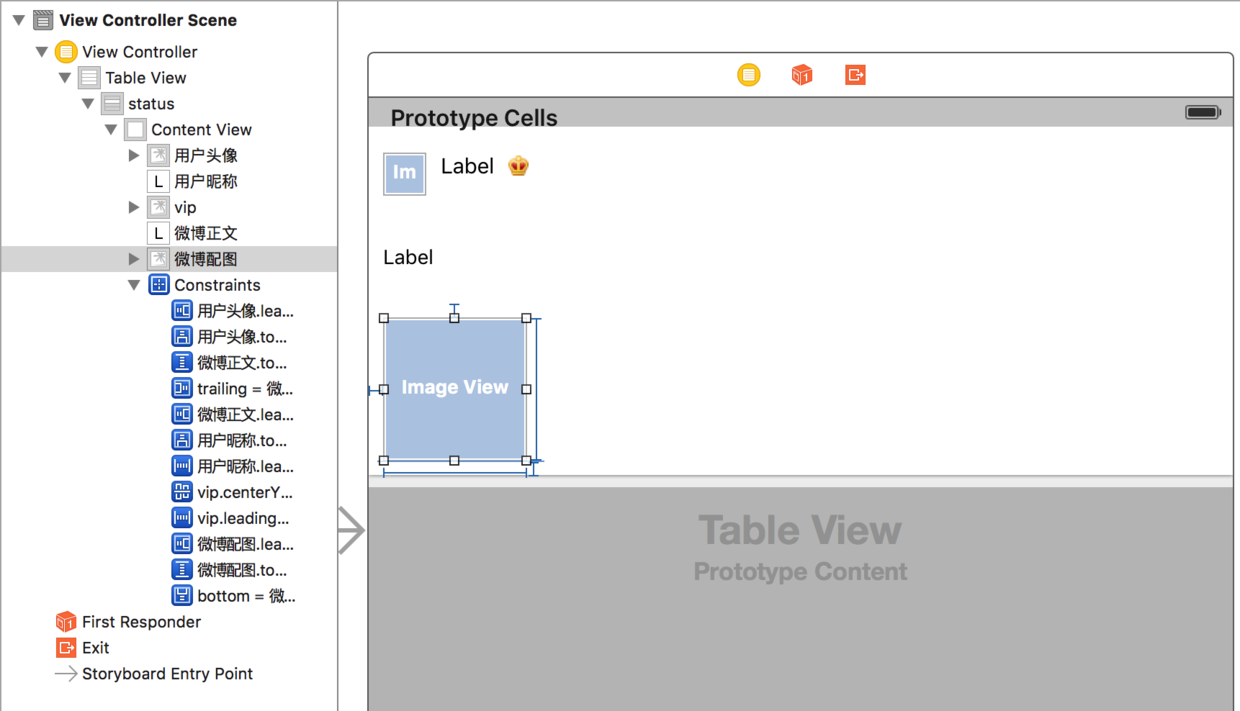 View Controller Scene
View Controller
Table View
status
Content View
用户头像
L 用户昵称
vip
L 微博正文
微博配图
Constraints
用户头像.lea...
用户头像.to...
微博正文.to...
trailing = 微...
微博正文.lea...
用户昵称.to...
用户昵称.lea...
vip.centerY...
vip.leading...
微博配图.lea...
微博配图.to...
bottom = 微...
First Responder
Exit
Storyboard Entry Point
Prototype Cells
Im
Label
Label
Image View
Table View
Prototype Content